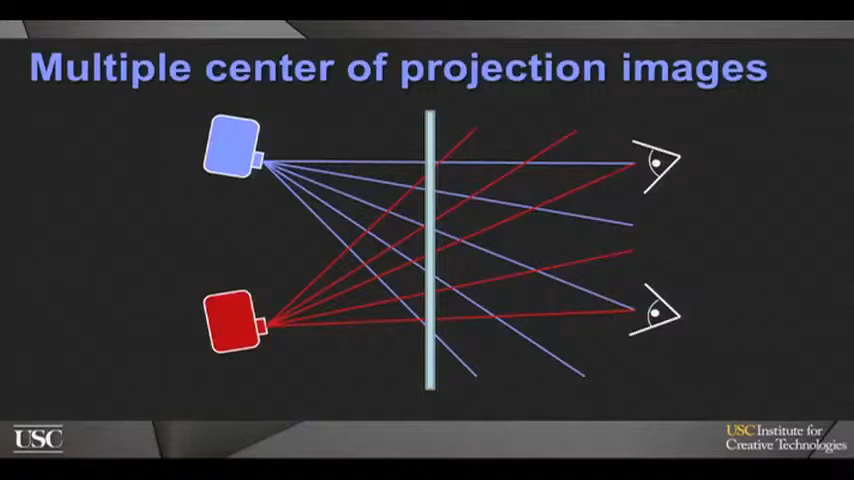 Multiple center of projection images
USC
USC Institute for
Creative Technologies